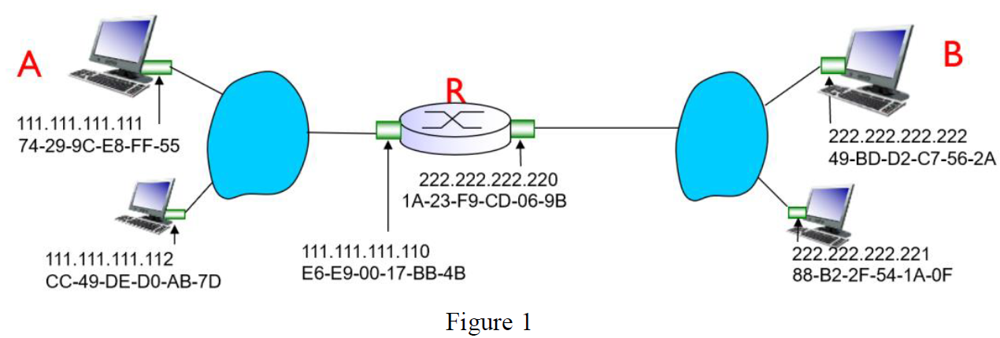 A
R
B
111.111.111.111
74-29-9C-E8-FF-55
222.222.222.222
49-BD-D2-C7-56-2A
222.222.222.220
1A-23-F9-CD-06-9B
111.111.111.112
CC-49-DE-D0-AB-7D
111.111.111.110
E6-E9-00-17-BB-4B
222.222.222.221
88-B2-2F-54-1A-0F
Figure 1